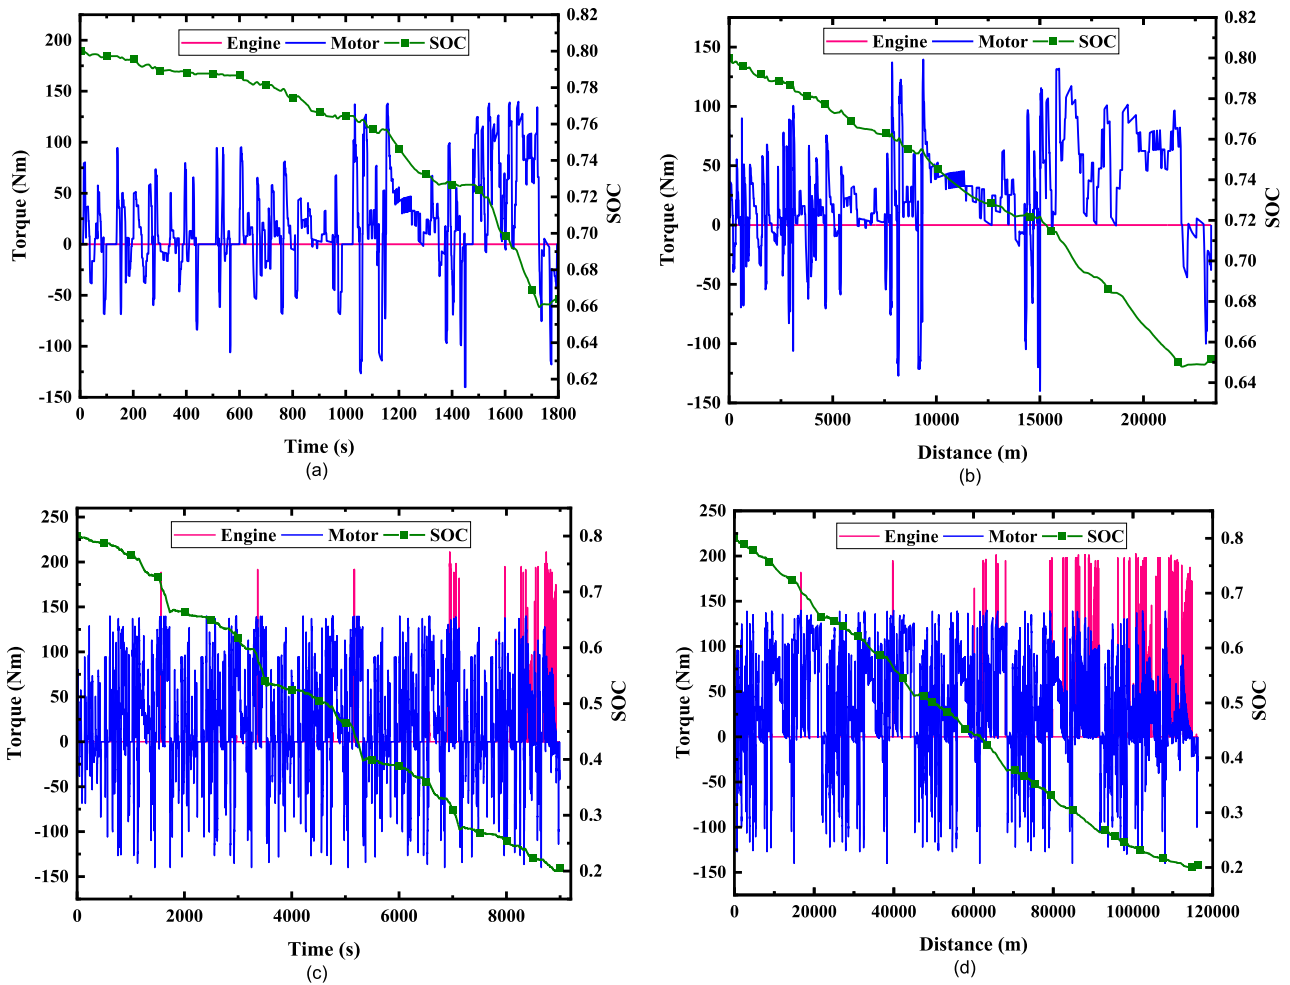 Engine Motor SOC
200
150
100
50
0
-50
-100
-150
Torque (Nm)
0.82
0.80
0.78
0.76
0.74
0.72
0.70
0.68
0.66
0.64
0.62
SOC
0 200 400 600 800 1000 1200 1400 1600 1800
Time (s)
(a)
Engine Motor SOC
150
100
50
0
-50
-100
-150
Torque (Nm)
0.82
0.80
0.78
0.76
0.74
0.72
0.70
0.68
0.66
0.64
SOC
0 5000 10000 15000 20000
Distance (m)
(b)
Engine Motor SOC
250
200
150
100
50
0
-50
-100
-150
Torque (Nm)
0.8
0.7
0.6
0.5
0.4
0.3
0.2
SOC
0 2000 4000 6000 8000
Time (s)
(c)
Engine Motor SOC
250
200
150
100
50
0
-50
-100
-150
Torque (Nm)
0.8
0.7
0.6
0.5
0.4
0.3
0.2
SOC
0 20000 40000 60000 80000 100000 120000
Distance (m)
(d)